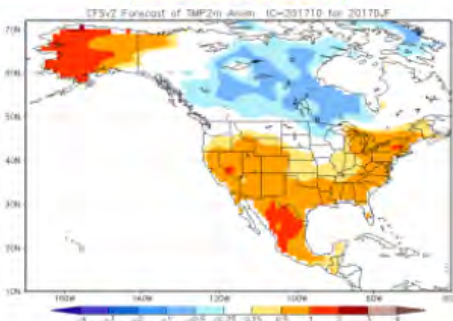 CFSv2 Forecast of TMP2m Anom IC=201710 for 2017DJF
70N
60N
50N
40N
30N
20N
10N
160W 140W 120W 100W 80W